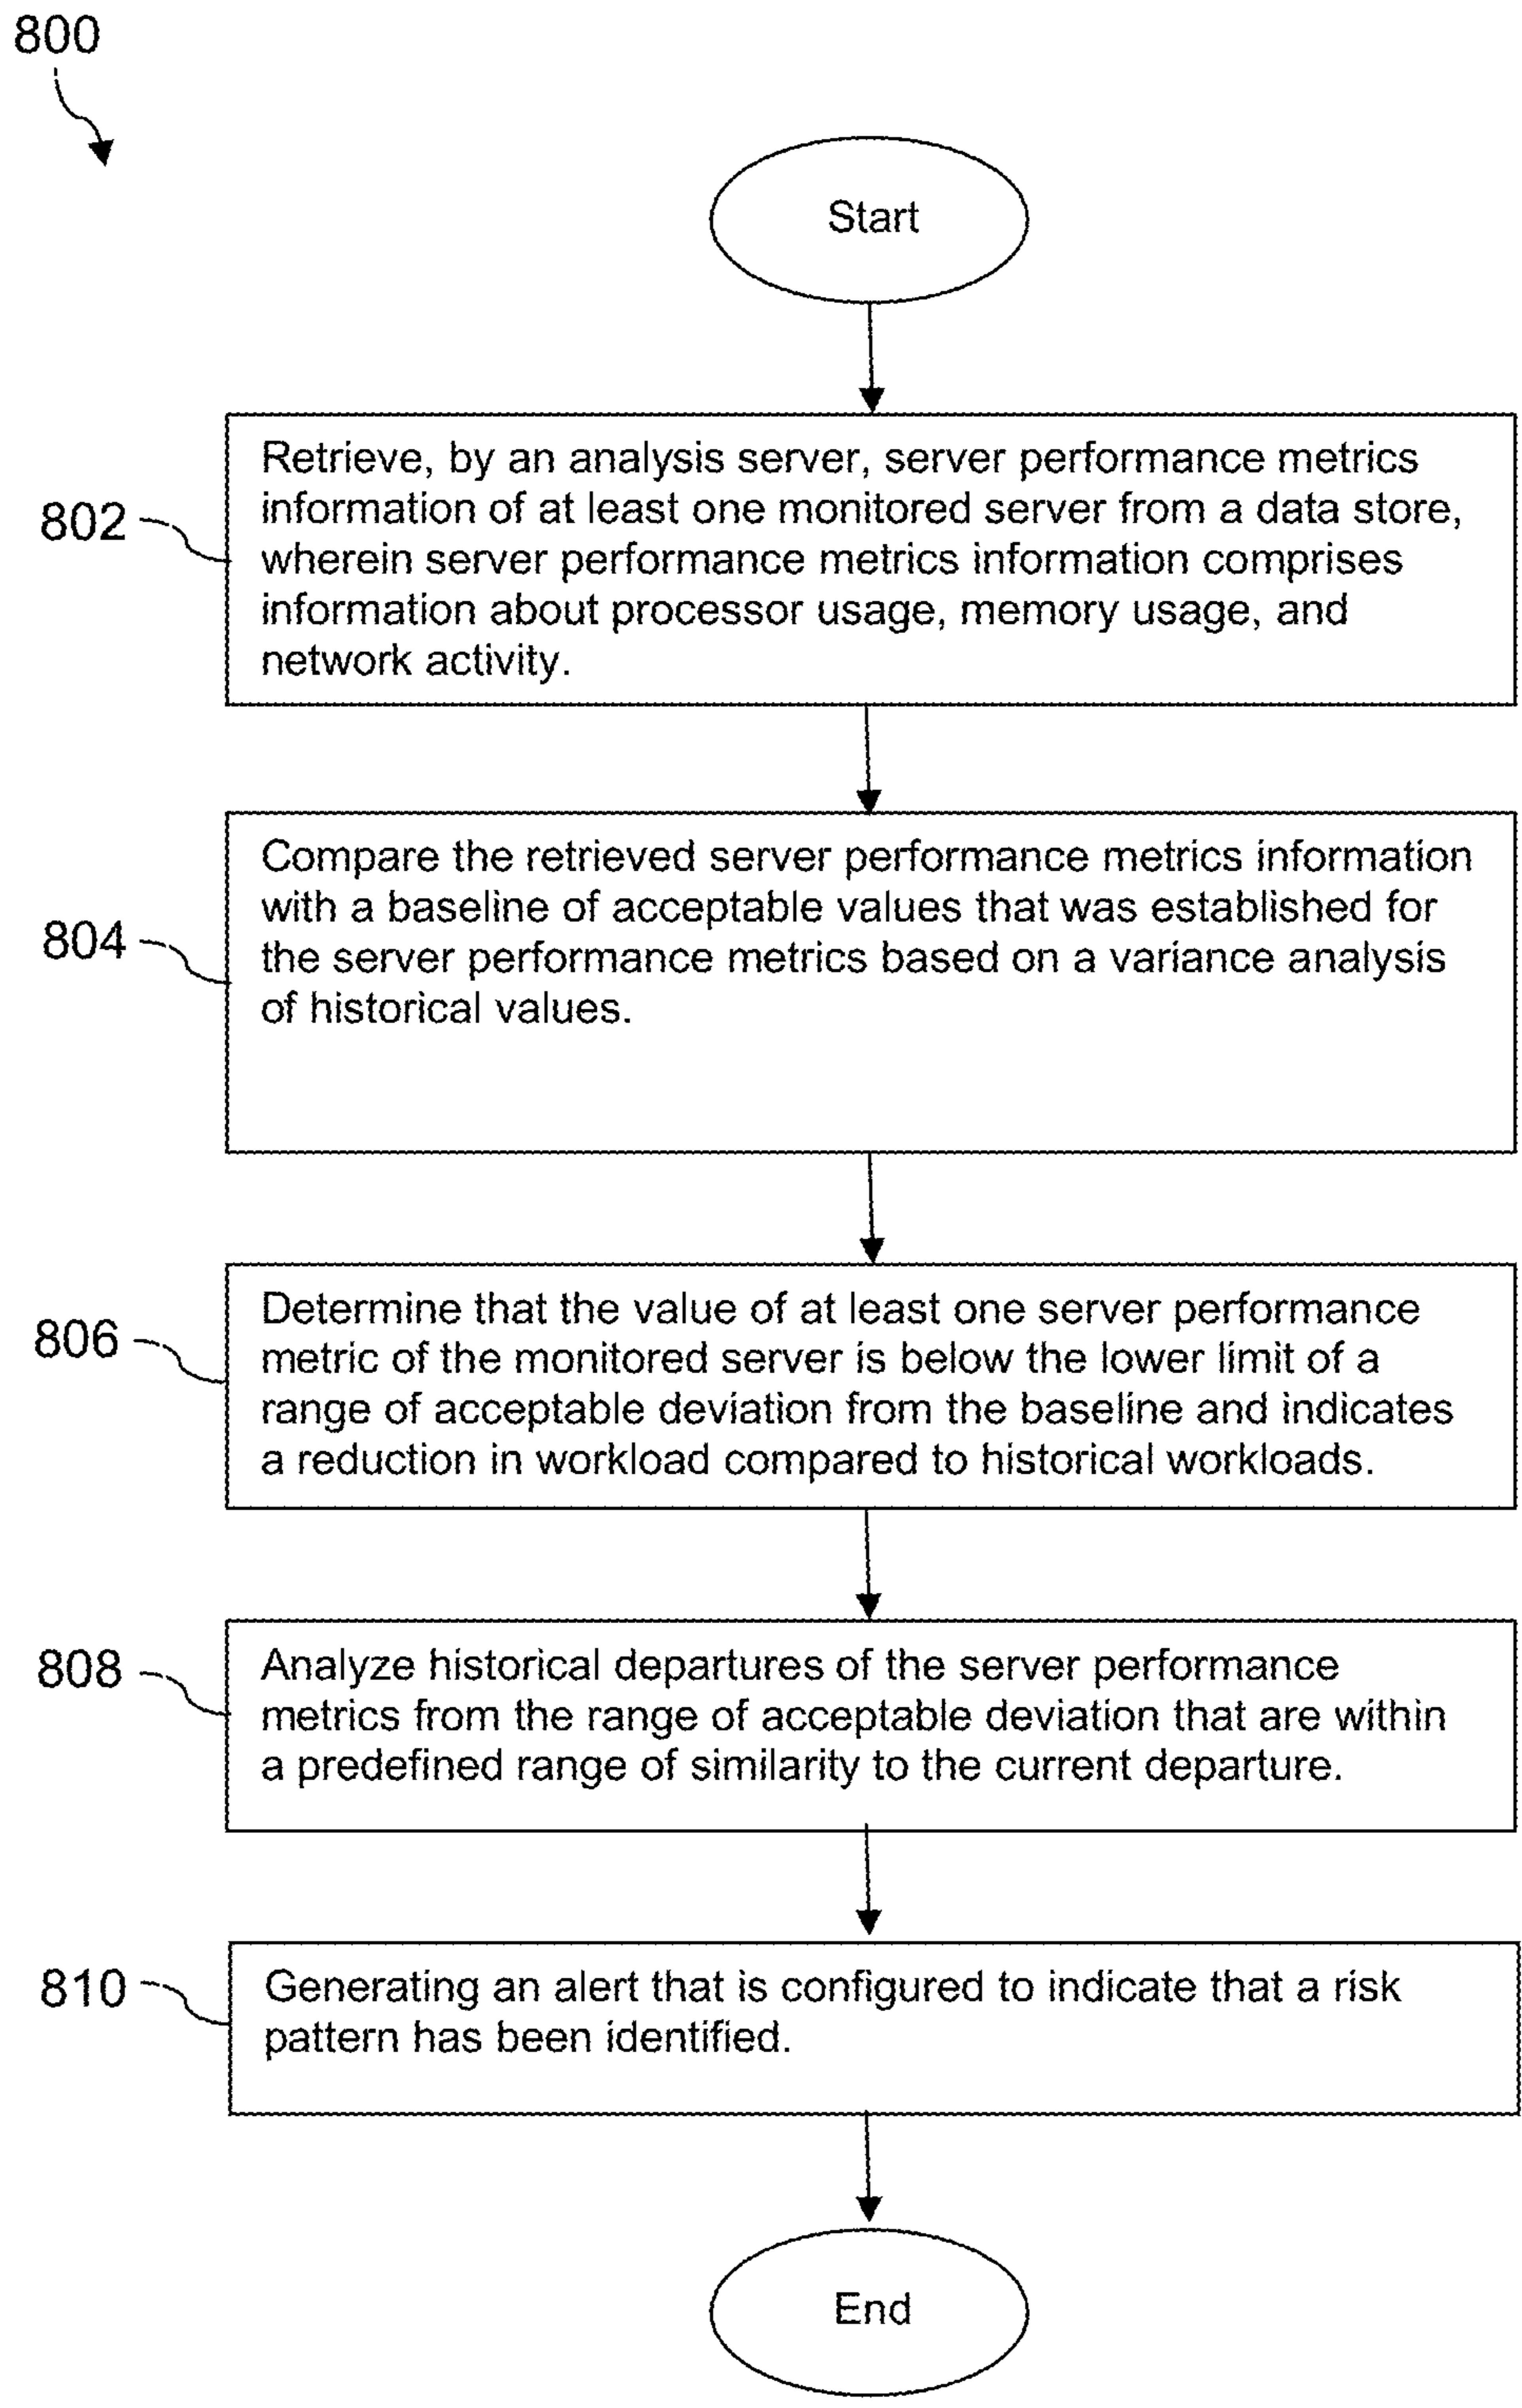 800
Start
802
Retrieve, by an analysis server, server performance metrics
information of at least one monitored server from a data store,
wherein server performance metrics information comprises
information about processor usage, memory usage, and
network activity.
804
Compare the retrieved server performance metrics information
with a baseline of acceptable values that was established for
the server performance metrics based on a variance analysis
of historical values.
806
Determine that the value of at least one server performance
metric of the monitored server is below the lower limit of a
range of acceptable deviation from the baseline and indicates
a reduction in workload compared to historical workloads.
808
Analyze historical departures of the server performance
metrics from the range of acceptable deviation that are within
a predefined range of similarity to the current departure.
810
Generating an alert that is configured to indicate that a risk
pattern has been identified.
End